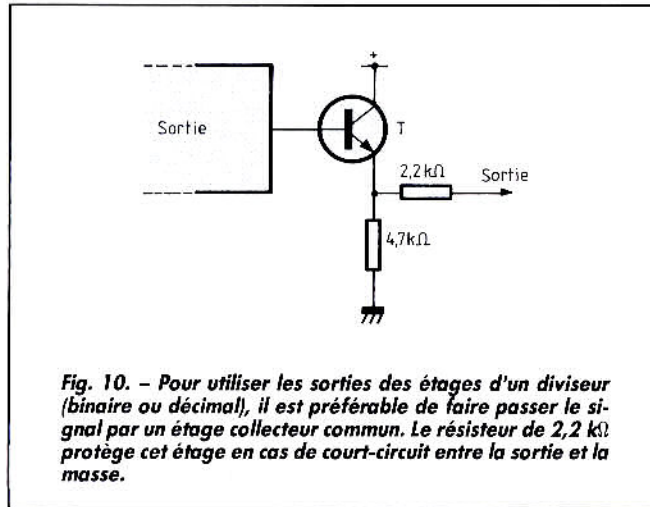 +
Sortie
T
2,2 kΩ
Sortie
4,7 kΩ
Fig. 10. – Pour utiliser les sorties des étages d'un diviseur
(binaire ou décimal), il est préférable de faire passer le si-
gnal par un étage collecteur commun. Le résisteur de 2,2 kΩ
protège cet étage en cas de court-circuit entre la sortie et la
masse.